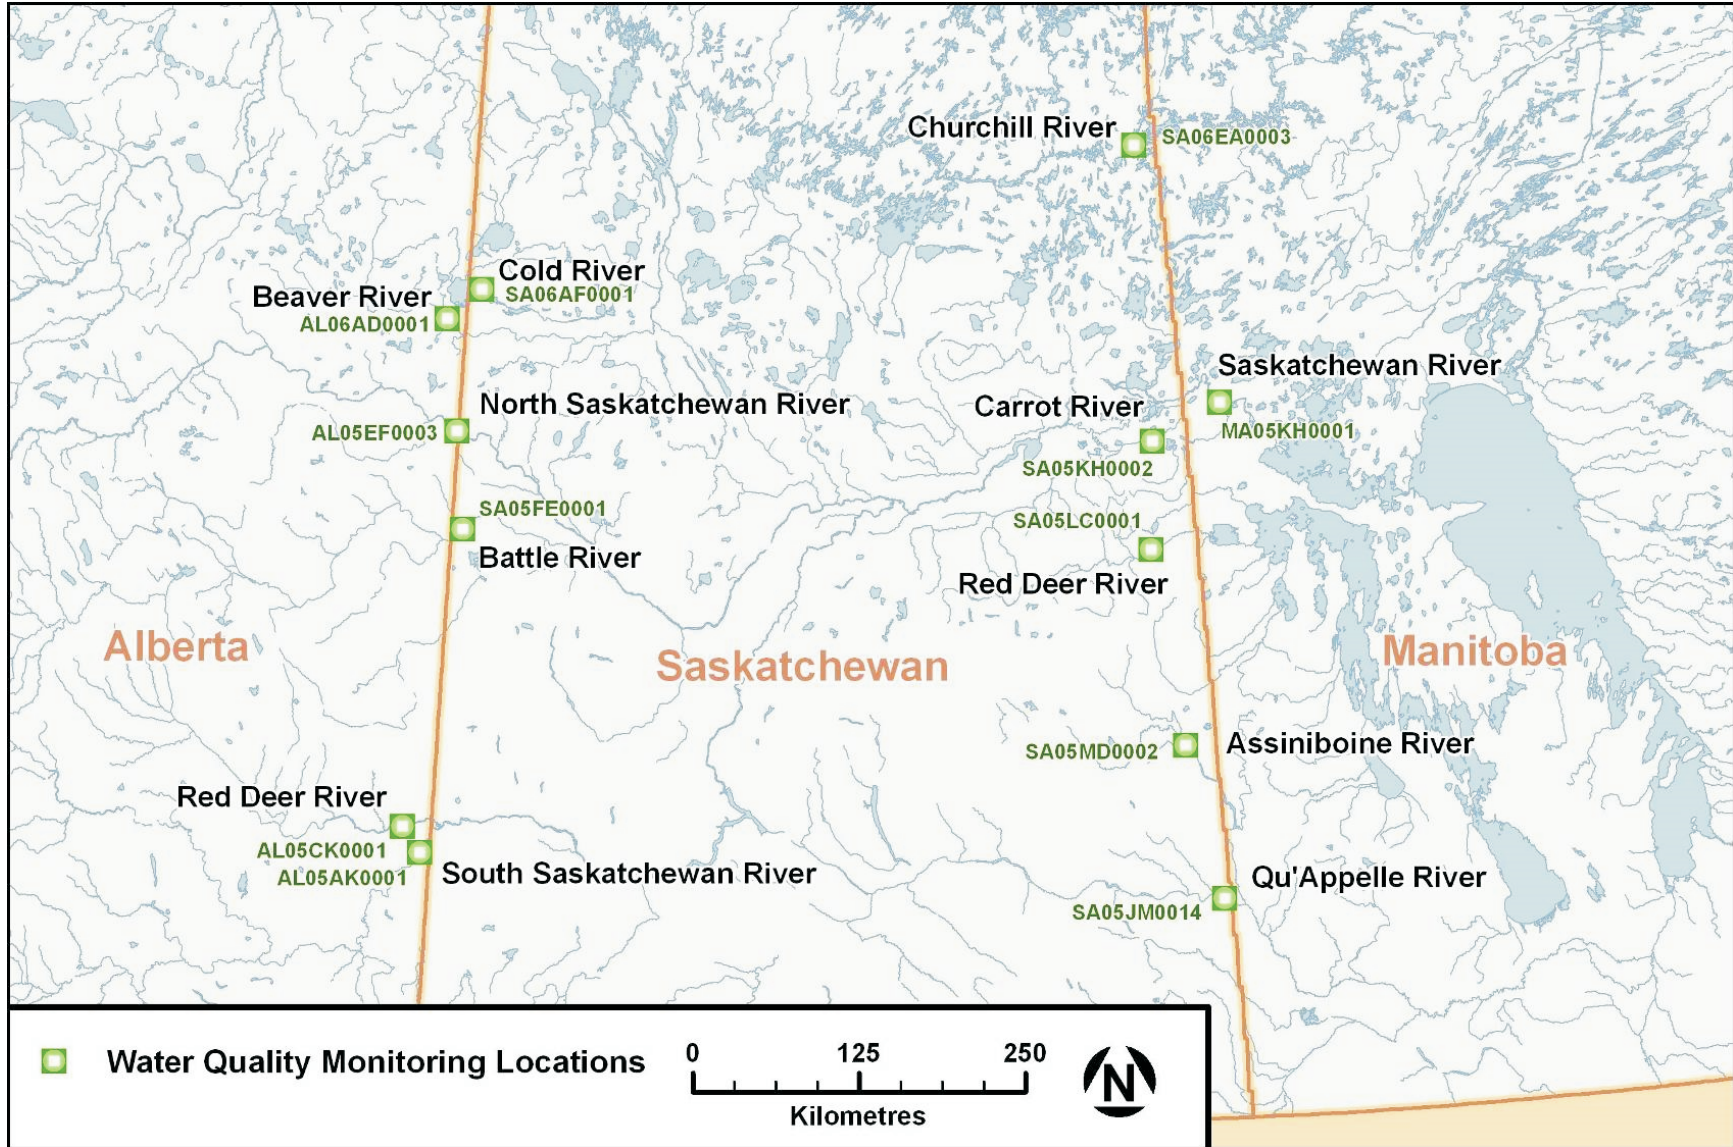 Churchill River
SA06EA0003
Cold River
SA06AF0001
Beaver River
AL06AD0001
Saskatchewan River
MA05KH0001
North Saskatchewan River
AL05EF0003
Carrot River
SA05KH0002
SA05FE0001
Battle River
SA05LC0001
Red Deer River
Alberta
Saskatchewan
Manitoba
SA05MD0002
Assiniboine River
Red Deer River
AL05CK0001
AL05AK0001
South Saskatchewan River
Qu'Appelle River
SA05JM0014
Water Quality Monitoring Locations
0 125 250
Kilometres
N